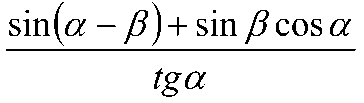 sin(α − β) + sin β cos α
tgα